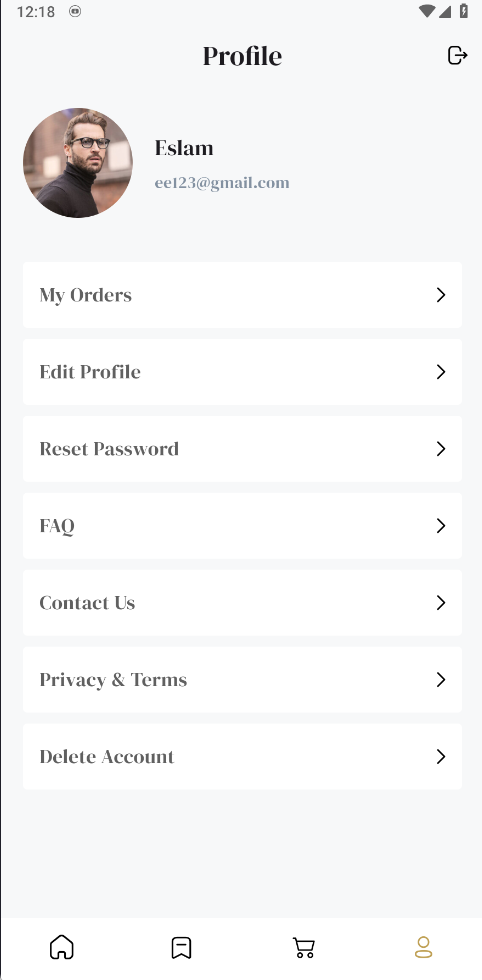 12:18
Profile
Eslam
ee123@gmail.com
My Orders
Edit Profile
Reset Password
FAQ
Contact Us
Privacy & Terms
Delete Account